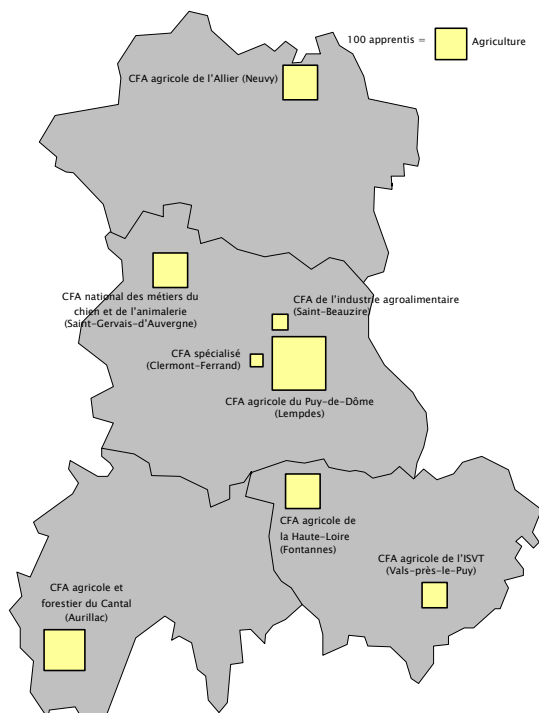 100 apprentis =
Agriculture
CFA agricole de l'Allier (Neuvy)
CFA national des métiers du
chien et de l'animalerie
(Saint-Gervais-d'Auvergne)
CFA de l'industrie agroalimentaire
(Saint-Beauzire)
CFA spécialisé
(Clermont-Ferrand)
CFA agricole du Puy-de-Dôme
(Lempdes)
CFA agricole de
la Haute-Loire
(Fontannes)
CFA agricole de l'ISVT
(Vals-près-le-Puy)
CFA agricole et
forestier du Cantal
(Aurillac)